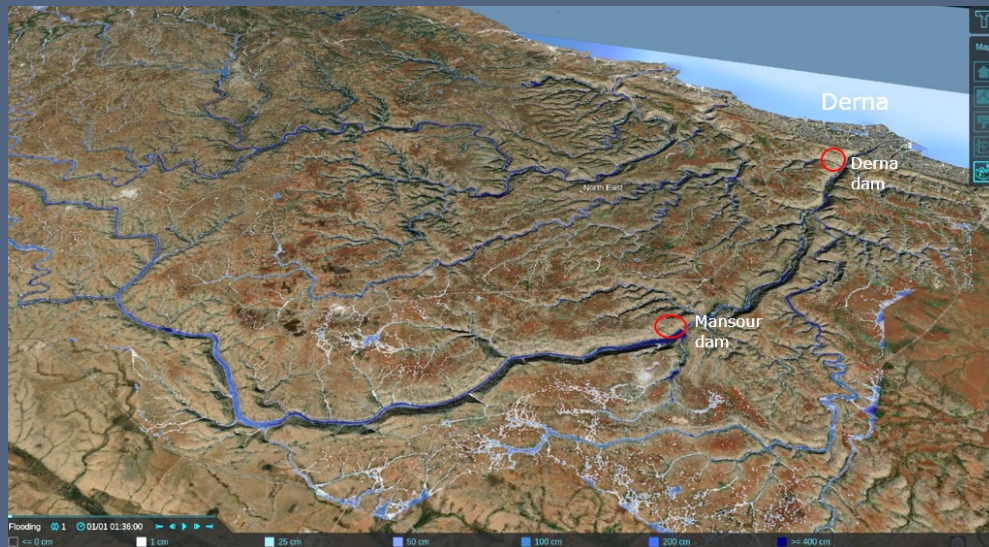 Map
Derna
Derna
dam
North East
Mansour
dam
Flooding 1 01/01 01:36:00
<= 0 cm 1 cm 25 cm 50 cm 100 cm 200 cm >= 400 cm